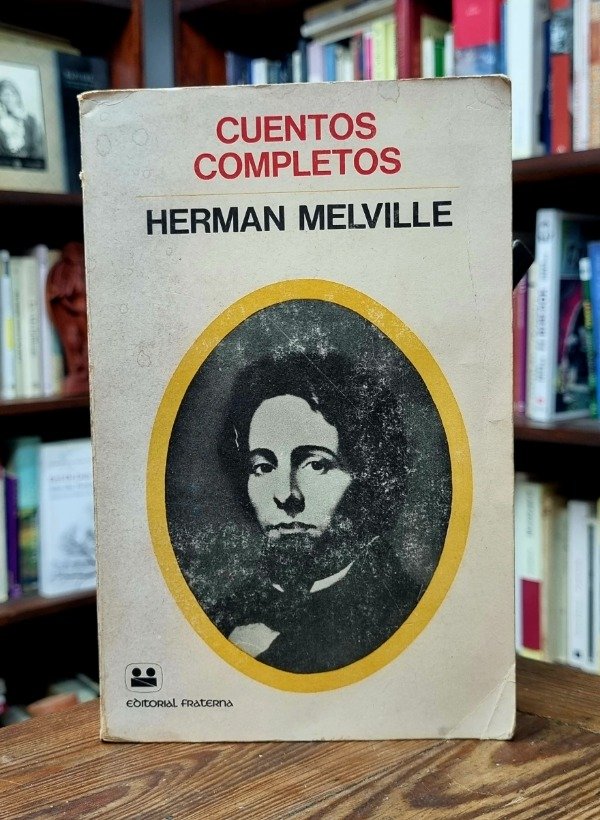 CUENTOS
COMPLETOS
HERMAN MELVILLE
EDITORIAL FRATERNA